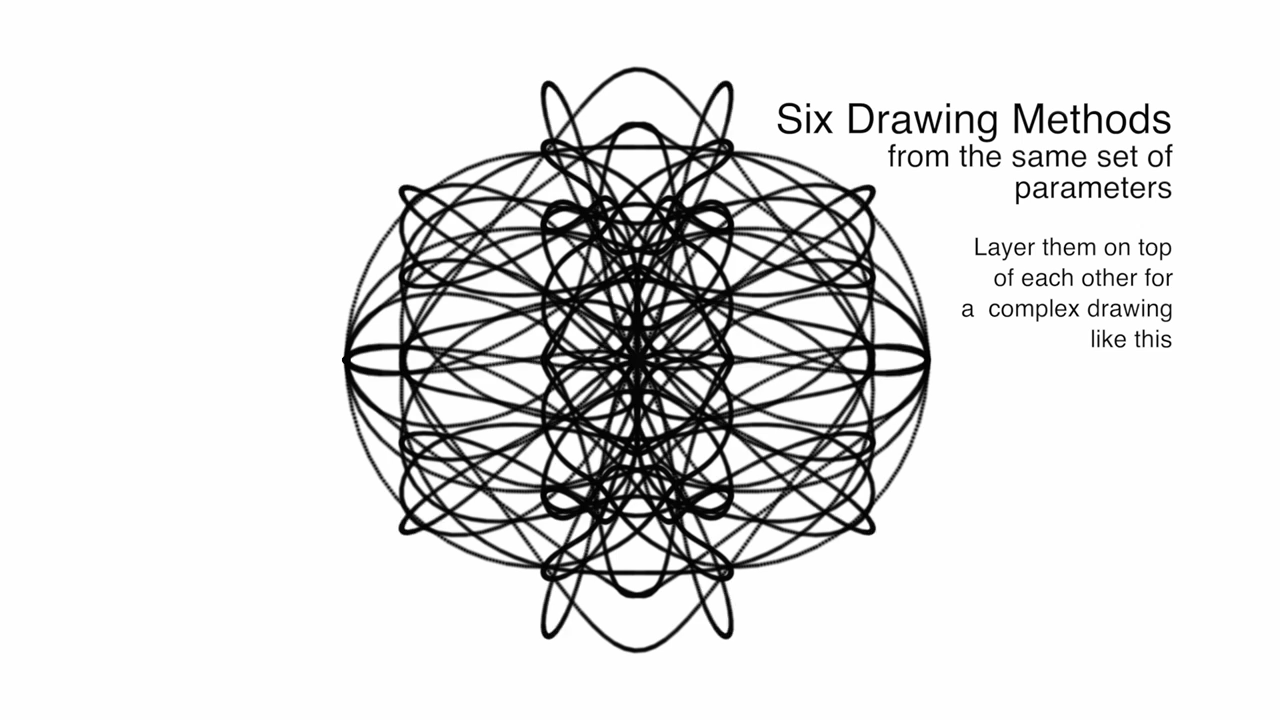 Six Drawing Methods
from the same set of
parameters
Layer them on top
of each other for
a  complex drawing
like this